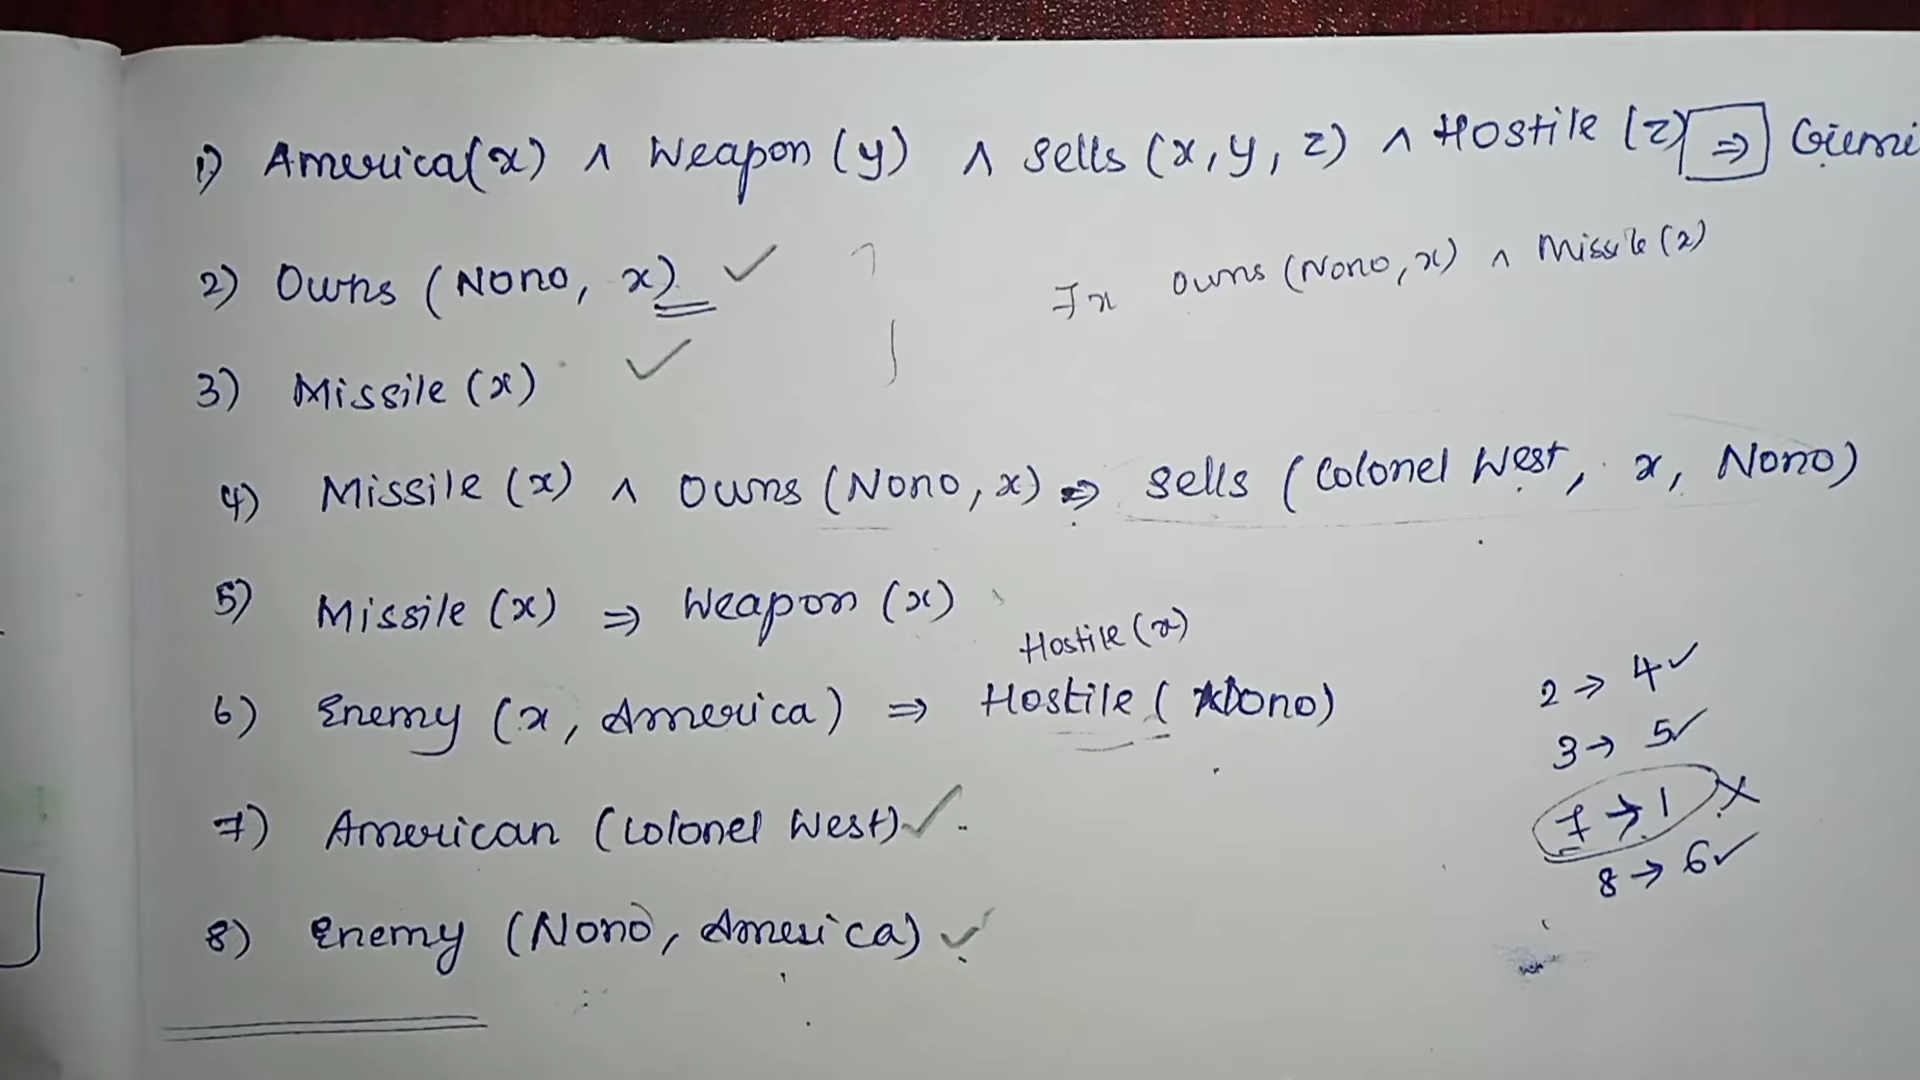 1) America(x) ∧ Weapon (y) ∧ sells (x, y, z) ∧ Hostile (z) ⇒
2) Owns (Nono, x)
∃x Owns (Nono, x) ∧ Missile (x)
3) Missile (x)
4) Missile (x) ∧ Owns (Nono, x) ⇒ sells (Colonel West, x, Nono)
5) Missile (x) ⇒ Weapon (x)
Hostile (x)
6) Enemy (x, America) ⇒ Hostile (
7) American (Colonel West)
8) Enemy (Nono, America)
2 → 4 ✓
3 → 5 ✓
7 → 1 ✗
8 → 6 ✓